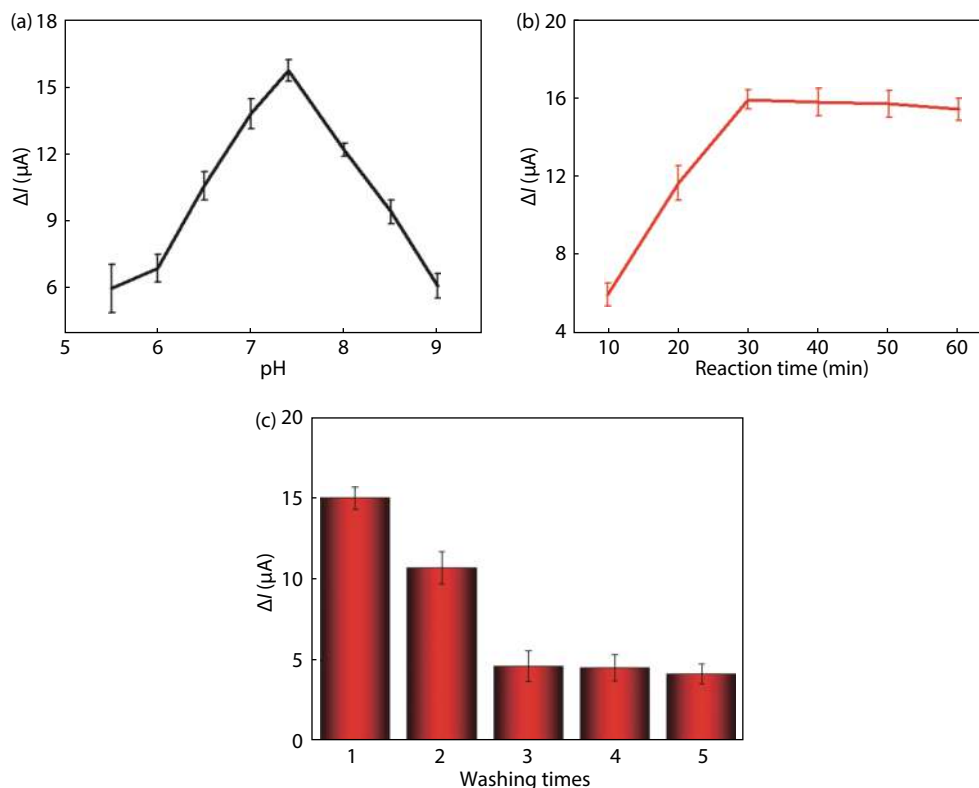 (a)
18
15
12
9
6
ΔI (μA)
5 6 7 8 9
pH
(b)
20
16
12
8
4
ΔI (μA)
10 20 30 40 50 60
Reaction time (min)
(c)
20
15
10
5
0
ΔI (μA)
1 2 3 4 5
Washing times